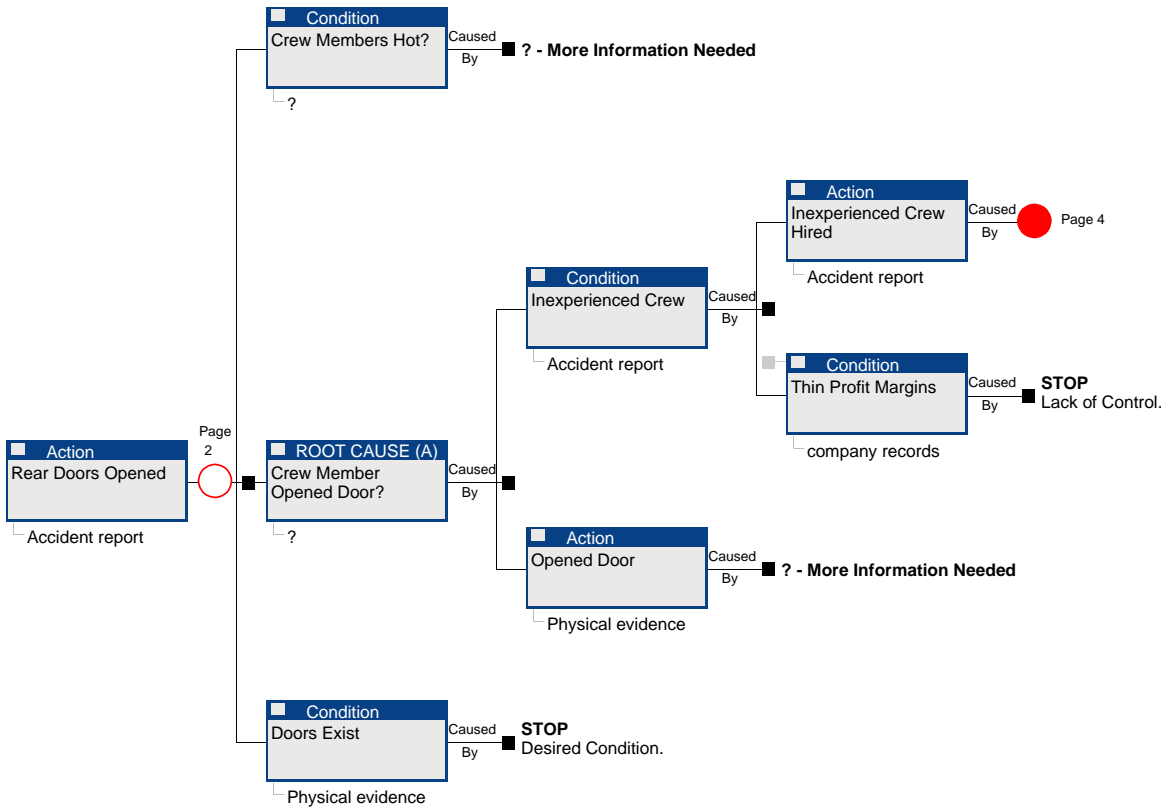 Condition
Crew Members Hot?
Caused
By
? - More Information Needed
?
Action
Inexperienced Crew
Hired
Caused
By
Page 4
Accident report
Condition
Inexperienced Crew
Caused
By
Accident report
Condition
Thin Profit Margins
Caused
By
STOP
Lack of Control.
company records
Page
2
Action
Rear Doors Opened
Accident report
ROOT CAUSE (A)
Crew Member
Opened Door?
Caused
By
?
Action
Opened Door
Caused
By
? - More Information Needed
Physical evidence
Condition
Doors Exist
Caused
By
STOP
Desired Condition.
Physical evidence